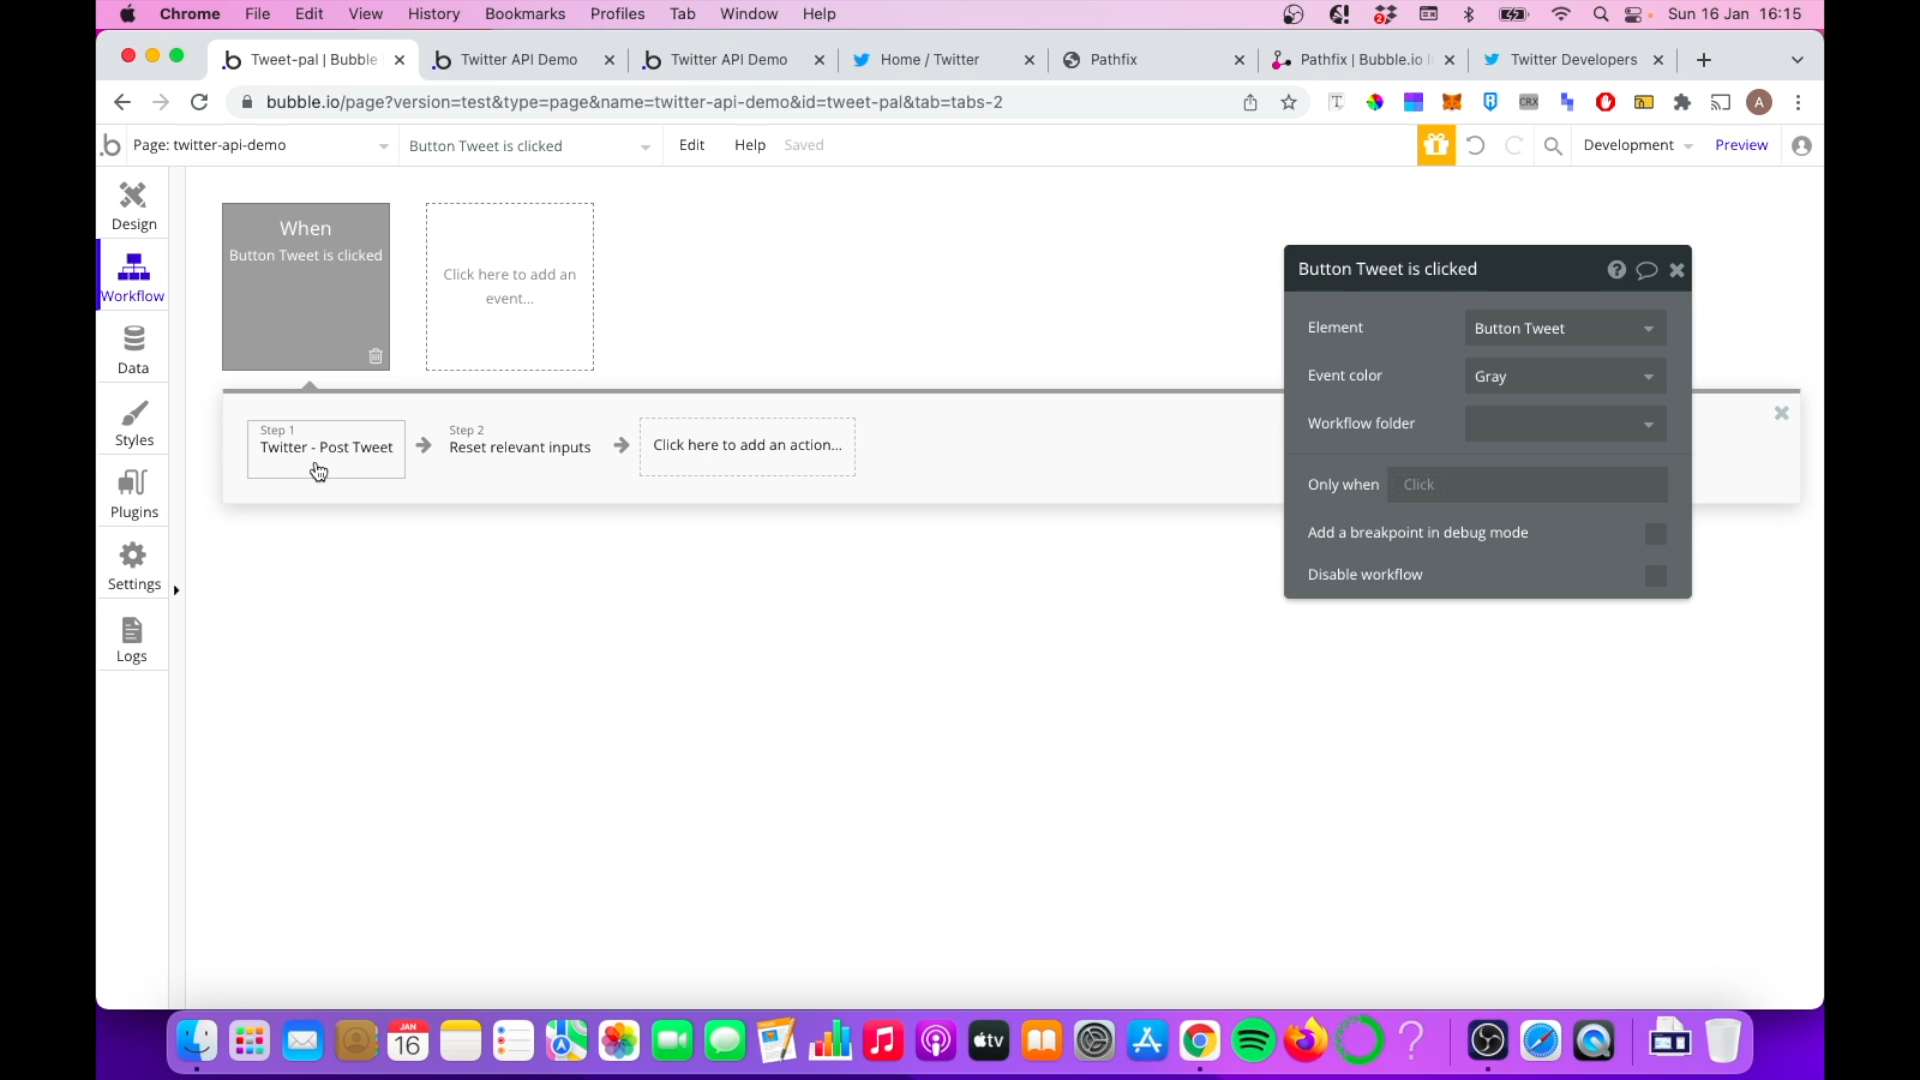 Chrome File Edit View History Bookmarks Profiles Tab Window Help 2 Sun 16 Jan 16:15
Tweet-pal | Bubble Twitter API Demo Twitter API Demo Home / Twitter Pathfix Pathfix | Bubble.io Twitter Developers
bubble.io/page?version=test&type=page&name=twitter-api-demo&id=tweet-pal&tab=tabs-2 CRX A
Page: twitter-api-demo Button Tweet is clicked Edit Help Saved Development Preview
Design
Workflow
Data
Styles
Plugins
Settings
Logs
When
Button Tweet is clicked
Click here to add an
event...
Step 1
Twitter - Post Tweet
Step 2
Reset relevant inputs
Click here to add an action...
Button Tweet is clicked
Element Button Tweet
Event color Gray
Workflow folder
Only when Click
Add a breakpoint in debug mode
Disable workflow
JAN
16
tv